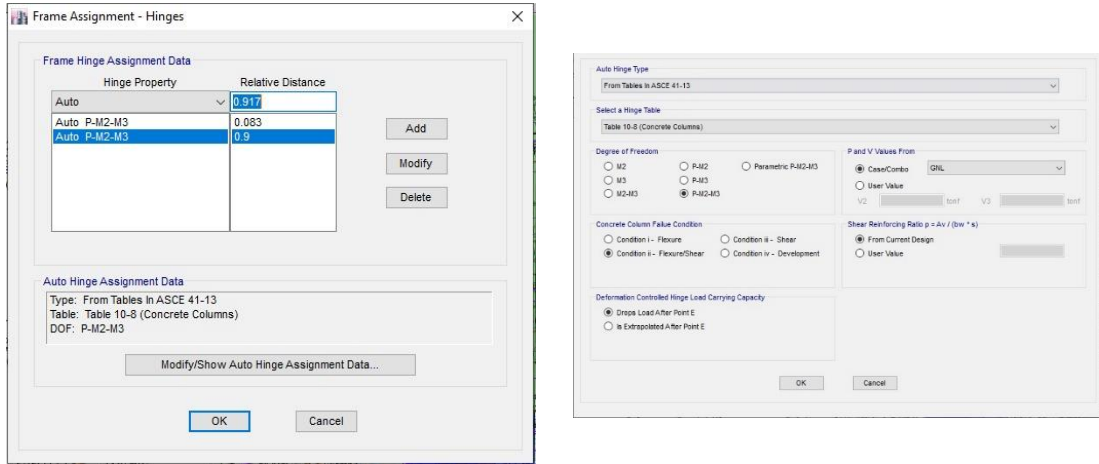 Frame Assignment - Hinges
Frame Hinge Assignment Data
Hinge Property Relative Distance
Auto 0.917
Auto P-M2-M3 0.083
Auto P-M2-M3 0.9
Add
Modify
Delete
Auto Hinge Assignment Data
Type: From Tables In ASCE 41-13
Table: Table 10-8 (Concrete Columns)
DOF: P-M2-M3
Modify/Show Auto Hinge Assignment Data...
OK Cancel
Auto Hinge Type
From Tables In ASCE 41-13
Select a Hinge Table
Table 10-8 (Concrete Columns)
Degree of Freedom
M2 P-M2 Parametric P-M2-M3
M3 P-M3
M2-M3 P-M2-M3
P and V Values From
Case/Combo GNL
User Value
V2 tonf V3 tonf
Concrete Column Failue Condition
Condition i - Flexure Condition iii - Shear
Condition ii - Flexure/Shear Condition iv - Development
Shear Reinforcing Ratio p = Av / (bw * s)
From Current Design
User Value
Deformation Controlled Hinge Load Carrying Capacity
Drops Load After Point E
Is Extrapolated After Point E
OK Cancel